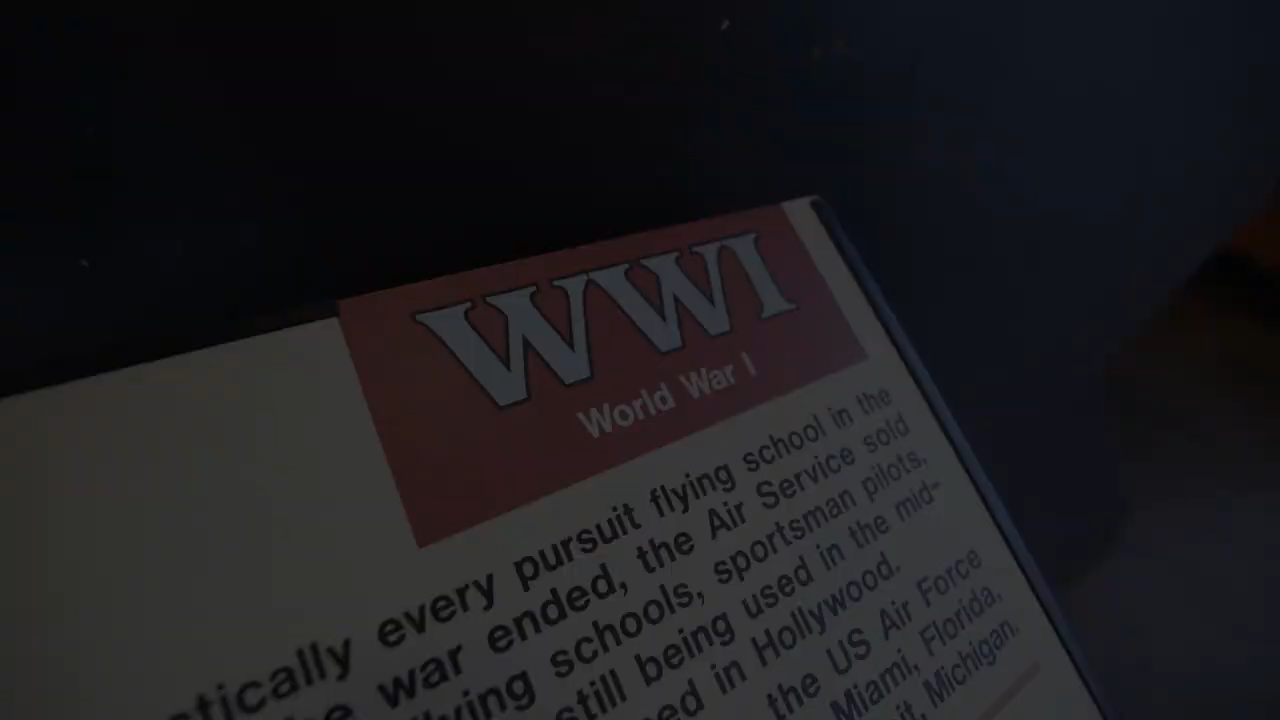 WWI
World War I
every pursuit flying school in the
war ended, the Air Service sold
flying schools, sportsman pilots,
still being used in the mid-
in Hollywood.
the US Air Force
Miami, Florida,
Michigan.